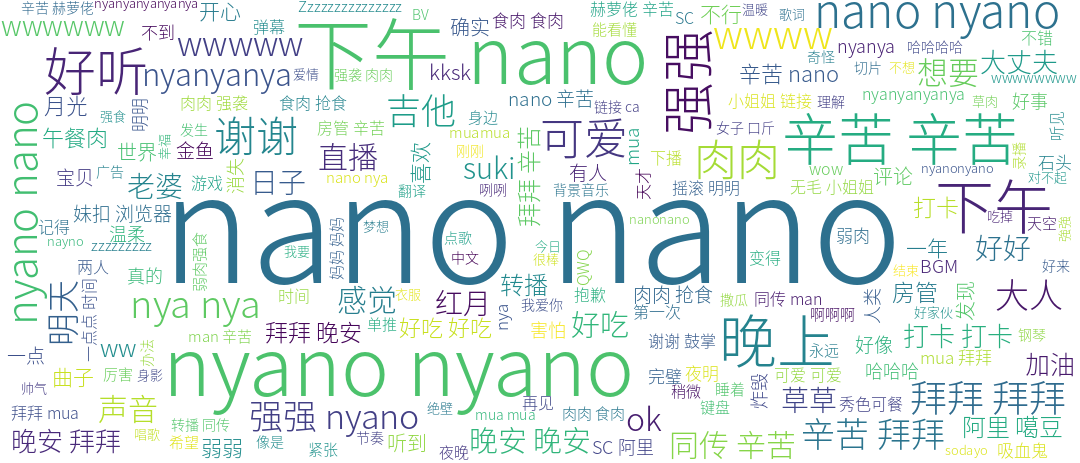 辛苦 赫萝佬
nyanyanyanyanya
开心
Zzzzzzzzzzzzzzz
BV
赫萝佬 辛苦
温暖
歌词
nano nyano
wwwwwww
弹幕
下午 nano
确实
食肉 食肉
SC
不行
能看懂
wwww
奇怪
nyanya
哈哈哈哈
不错
不到
wwwww
好听
nyanyanya
爱情
强袭 肉肉
kksk
强强
辛苦 nano
切片
不想
想要
大丈夫
wwwwwwww
月光
强食
明明
肉肉 强袭
食肉 抢食
吉他
nano 辛苦
链接 ca
小姐姐 链接
理解
nyanyanyanya
草肉
好事
nyano nano
午餐肉
发生
谢谢
房管 辛苦
身边
muamua
可爱
女子 口斤
辛苦 辛苦
听见
世界
幸福
金鱼
直播
刚刚
拜拜 辛苦
mua
下播
肉肉
wow
nyanonyano
录播
石头
对不起
宝贝
广告
老婆
游戏
消失
日子
nano nya
翻译
喜欢
suki
咧咧
有人
背景音乐
天才
摇滚 明明
无毛 小姐姐
评论
打卡
下午
吃掉
天空
强强
妹扣 浏览器
记得
温柔
nayno
zzzzzzzzz
nano nano
妈妈 妈妈
梦想
我要
点歌
中文
今日
很棒
QWQ
nanonano
变得
弱肉
一年
好好
结束
好来
两人
真的
弱肉强食
时间
感觉
衣服
红月
转播
我爱你
抱歉
肉肉 抢食
第一次
撒瓜
同传 man
啊啊啊
人类
BGM
房管
发现
大人
好家伙
明天
一点点 时间
nya nya
man 辛苦
拜拜 晚安
单推
好吃 好吃
nya
害怕
好吃
谢谢 鼓掌
晚上
永远
好像
打卡 打卡
钢琴
一点
ww
办法
nyano nyano
完璧
夜明
可爱 可爱
哈哈哈
mua 拜拜
加油
帅气
曲子
厉害
身影
稍微
睡着
炸毁
草草
秀色可餐
拜拜 拜拜
拜拜 mua
声音
强强 nyano
绝壁
mua mua
再见
肉肉 食肉
ok
键盘
晚安 拜拜
唱歌
转播 同传
希望
弱弱
像是
紧张
节奏
听到
夜晚
晚安 晚安
SC 阿里
同传 辛苦
辛苦 拜拜
阿里 噶豆
sodayo
吸血鬼